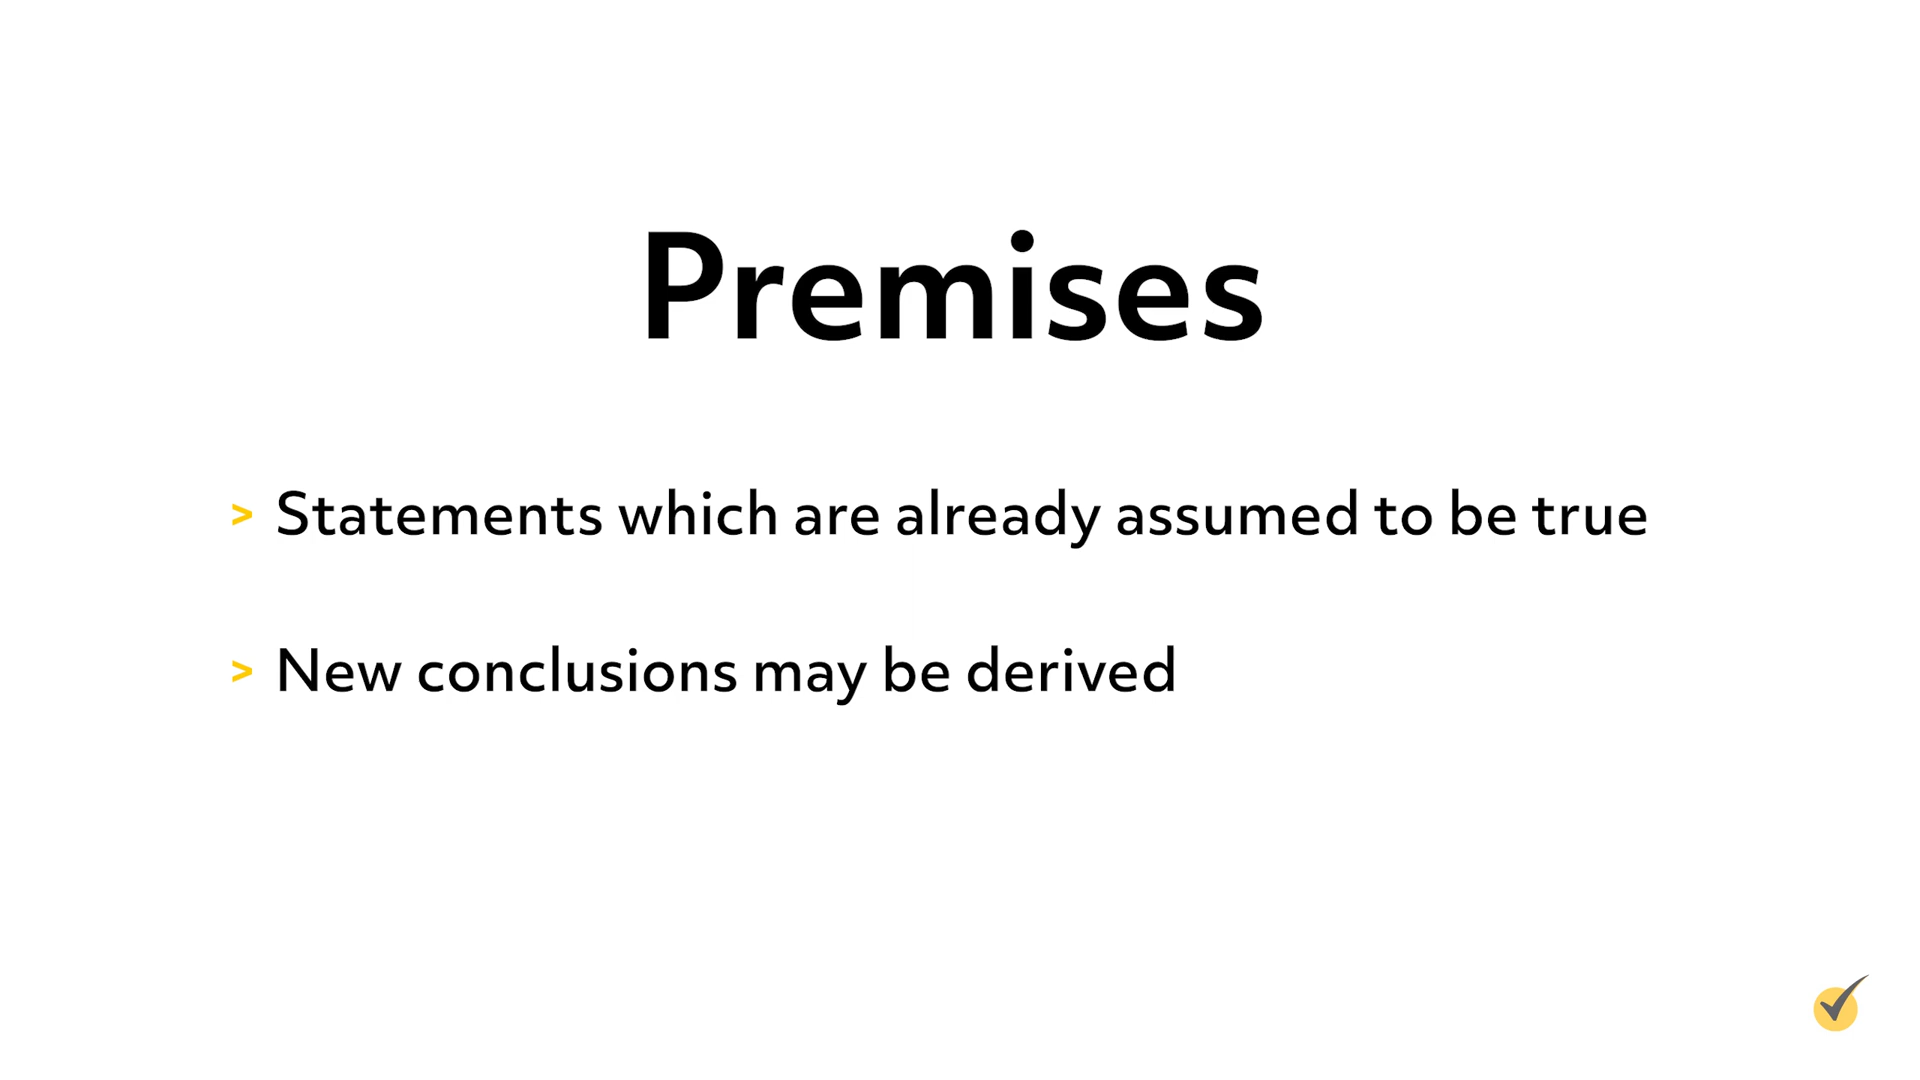 Premises
> Statements which are already assumed to be true
> New conclusions may be derived